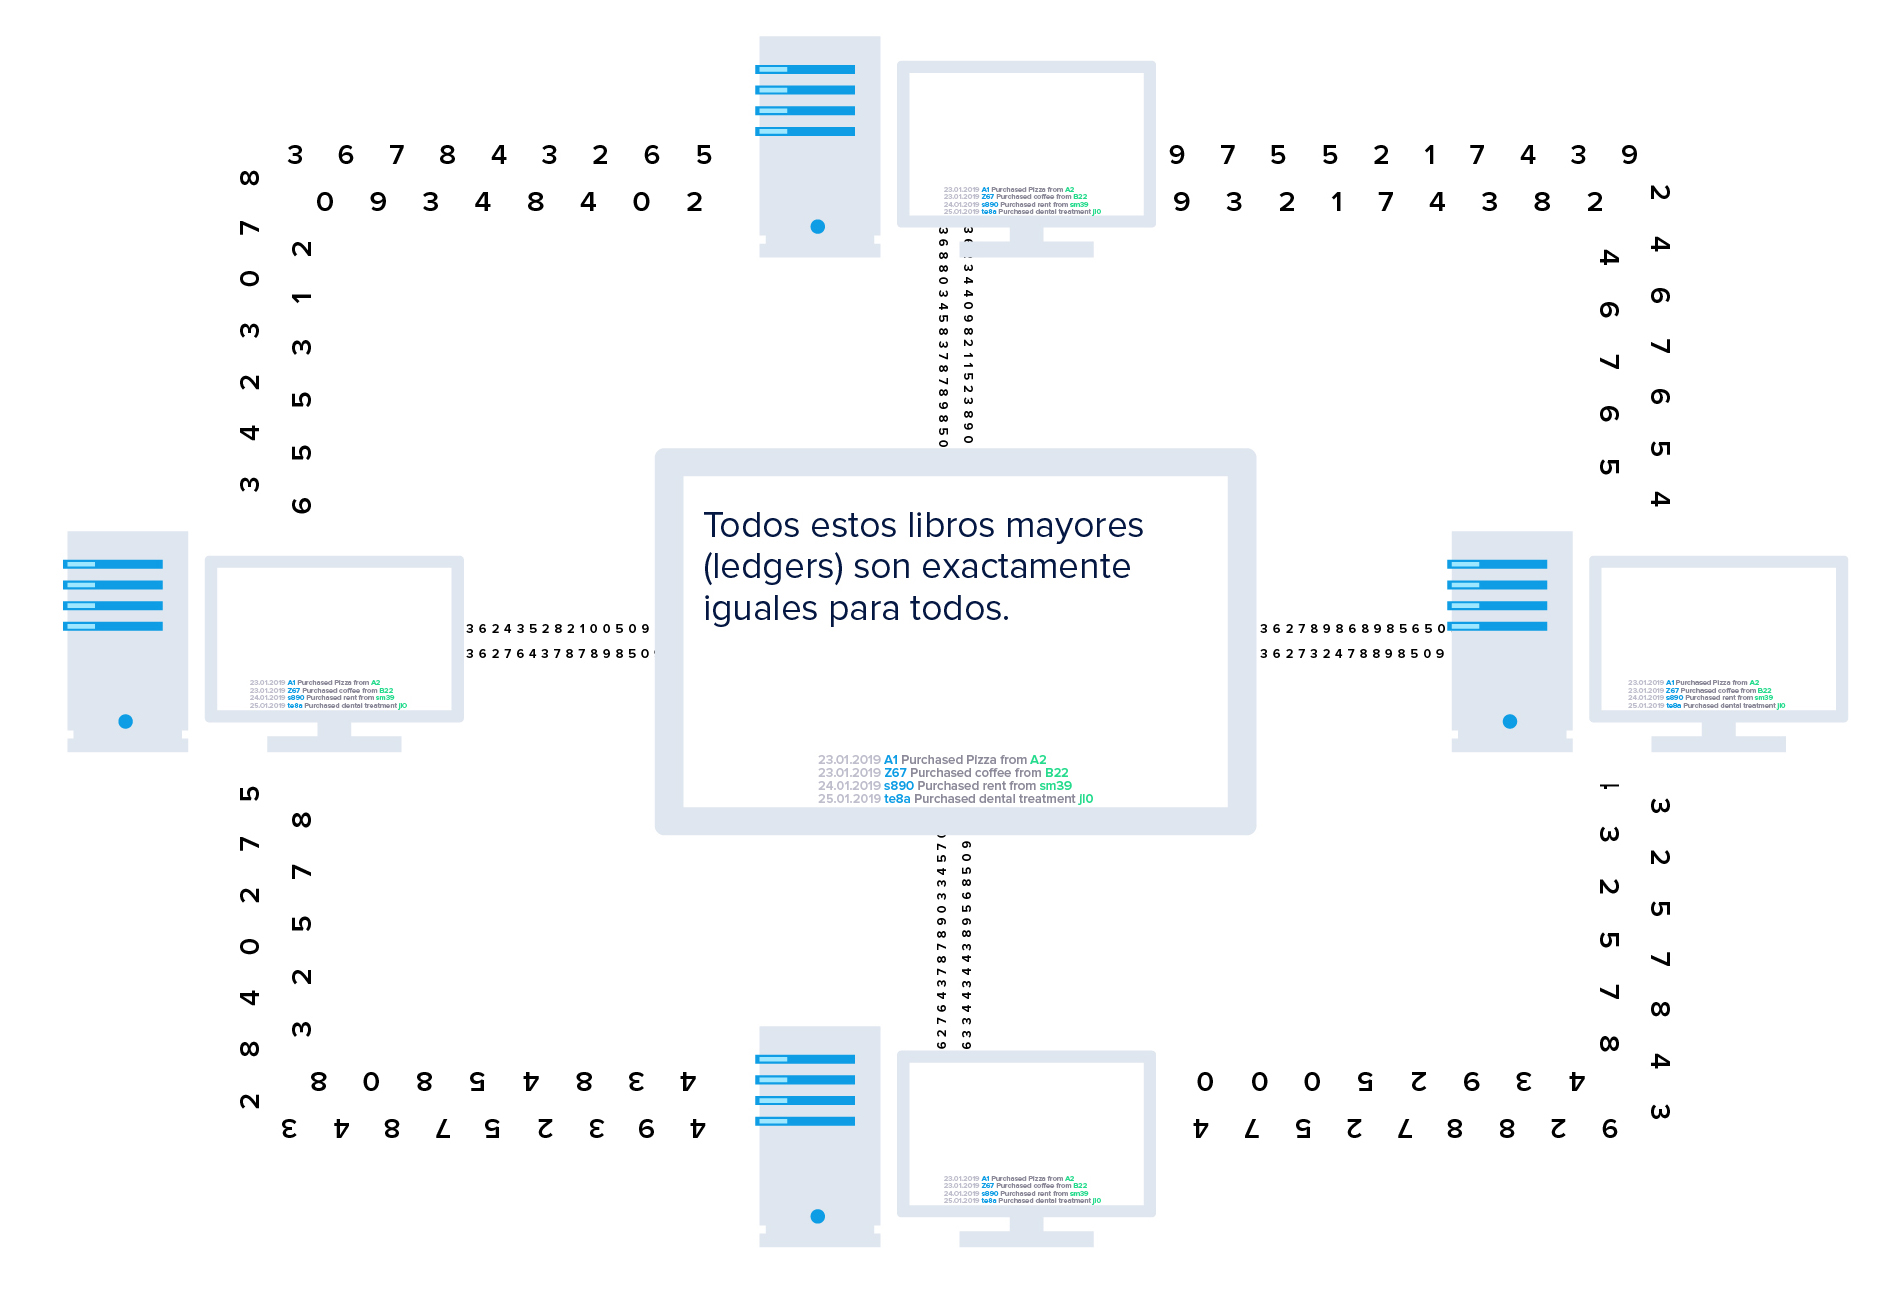 3 6 7 8 4 3 2 6 5
0 9 3 4 8 4 0 2
9 7 5 5 2 1 7 4 3 9
9 3 2 1 7 4 3 8 2
23.01.2019 A1 Purchased Pizza from A2
23.01.2019 Z67 Purchased coffee from B22
24.01.2019 s890 Purchased rent from sm39
25.01.2019 te8a Purchased dental treatment jl0
3 4 2 3 0 7 8
6 5 5 3 1 2
2 4 6 7 6 5 4
4 6 7 6 5
3 6 8 8 0 3 4 5 8 3 7 8 7 8 9 8 5 0
3 4 4 0 9 8 2 1 1 5 2 3 8 9 0
Todos estos libros mayores
(ledgers) son exactamente
iguales para todos.
23.01.2019 A1 Purchased Pizza from A2
23.01.2019 Z67 Purchased coffee from B22
24.01.2019 s890 Purchased rent from sm39
25.01.2019 te8a Purchased dental treatment jl0
3 6 2 4 3 5 2 8 2 1 0 0 5 0 9
3 6 2 7 6 4 3 7 8 7 8 9 8 5 0
3 6 2 7 8 9 8 6 8 9 8 5 6 5 0
3 6 2 7 3 2 4 7 8 8 9 8 5 0 9
23.01.2019 A1 Purchased Pizza from A2
23.01.2019 Z67 Purchased coffee from B22
24.01.2019 s890 Purchased rent from sm39
25.01.2019 te8a Purchased dental treatment jl0
23.01.2019 A1 Purchased Pizza from A2
23.01.2019 Z67 Purchased coffee from B22
24.01.2019 s890 Purchased rent from sm39
25.01.2019 te8a Purchased dental treatment jl0
2 8 4 0 2 7 5
3 2 5 7 8
6 2 7 6 4 3 7 8 7 8 9 0 3 3 4 5 7
6 3 3 4 4 3 4 4 3 8 9 5 6 8 5 0 9
3 2 5 7 8
3 2 5 7 8 4 3
4 3 8 4 5 8 0 8
4 9 3 2 5 7 8 4 3
4 3 9 2 5 0 0 0
9 2 8 8 7 2 5 7 4
23.01.2019 A1 Purchased Pizza from A2
23.01.2019 Z67 Purchased coffee from B22
24.01.2019 s890 Purchased rent from sm39
25.01.2019 te8a Purchased dental treatment jl0